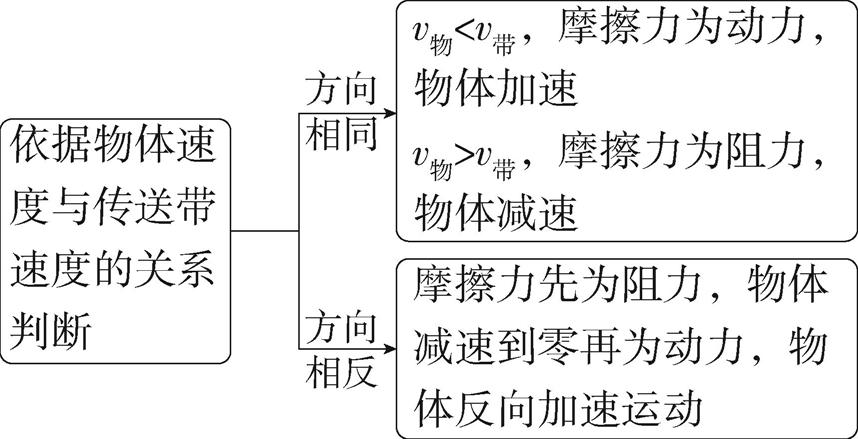 依据物体速
度与传送带
速度的关系
判断
方向
相同
v物<v带，摩擦力为动力，
物体加速
v物>v带，摩擦力为阻力，
物体减速
方向
相反
摩擦力先为阻力，物体
减速到零再为动力，物
体反向加速运动